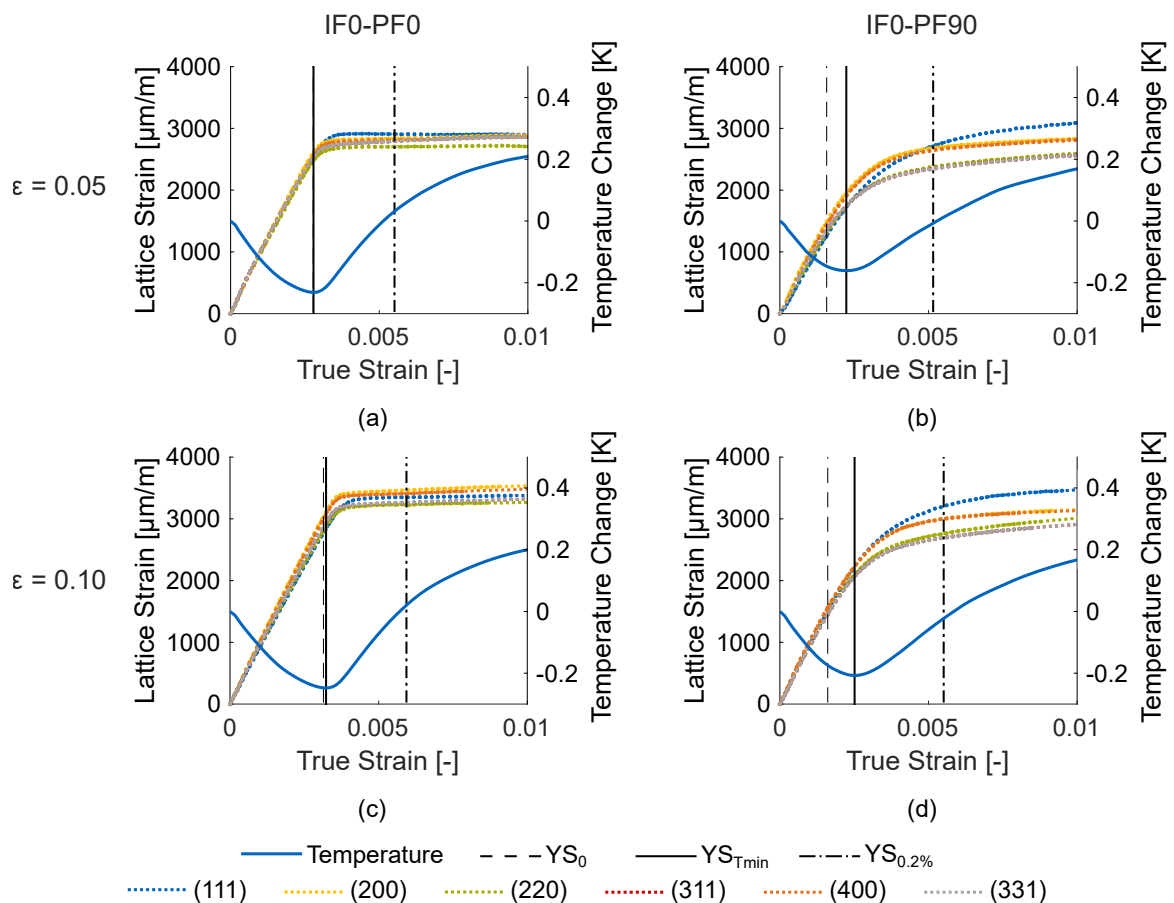 IF0-PF0
IF0-PF90
ε = 0.05
Lattice Strain [µm/m]
4000
3000
2000
1000
0
0
0.005
0.01
True Strain [-]
0.4
0.2
0
-0.2
Temperature Change [K]
(a)
Lattice Strain [µm/m]
4000
3000
2000
1000
0
0
0.005
0.01
True Strain [-]
0.4
0.2
0
-0.2
Temperature Change [K]
(b)
ε = 0.10
Lattice Strain [µm/m]
4000
3000
2000
1000
0
0
0.005
0.01
True Strain [-]
0.4
0.2
0
-0.2
Temperature Change [K]
(c)
Lattice Strain [µm/m]
4000
3000
2000
1000
0
0
0.005
0.01
True Strain [-]
0.4
0.2
0
-0.2
Temperature Change [K]
(d)
Temperature YS0 YSTmin YS0.2%
(111) (200) (220) (311) (400) (331)